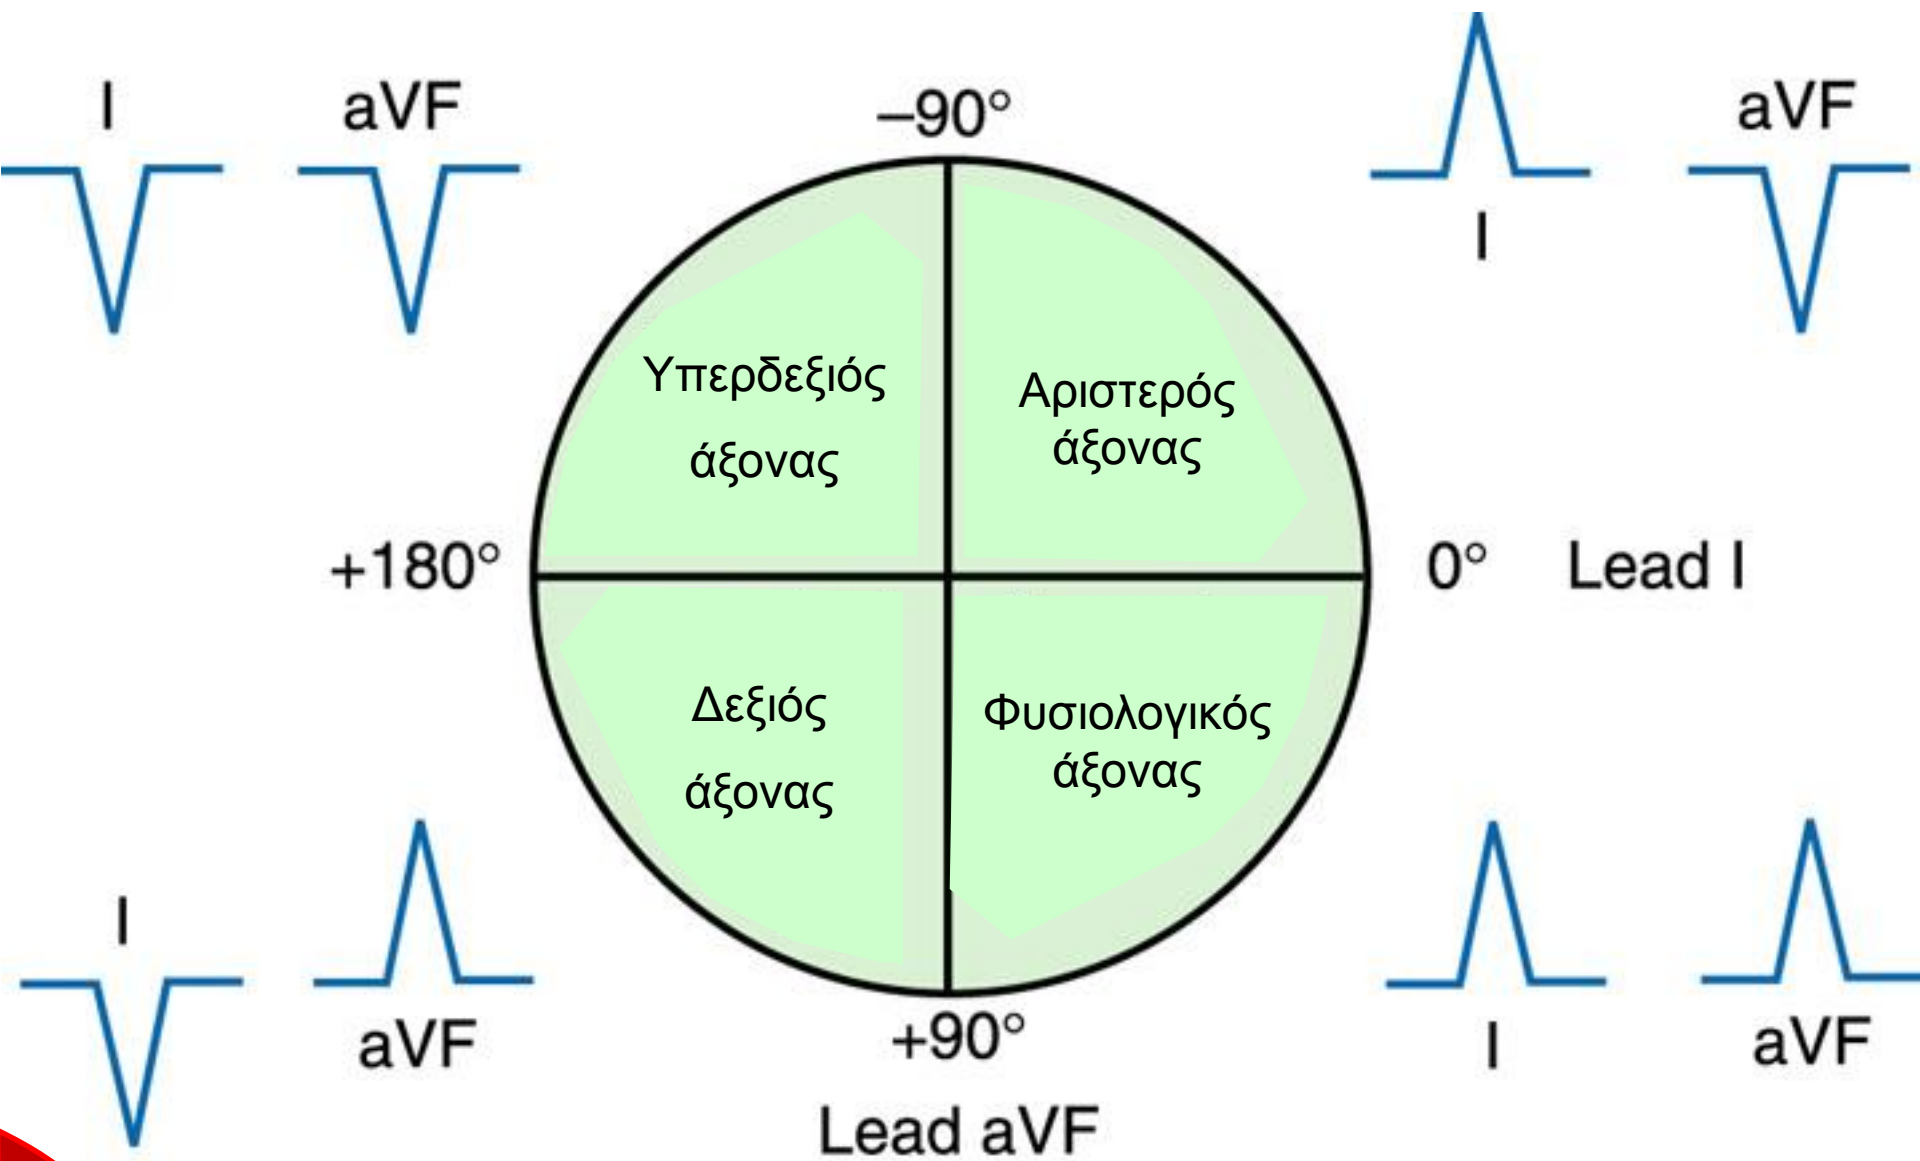 I aVF
–90°
aVF
I
Υπερδεξιός
άξονας
Αριστερός
άξονας
+180°
0° Lead I
Δεξιός
άξονας
Φυσιολογικός
άξονας
I
aVF
+90°
I aVF
Lead aVF